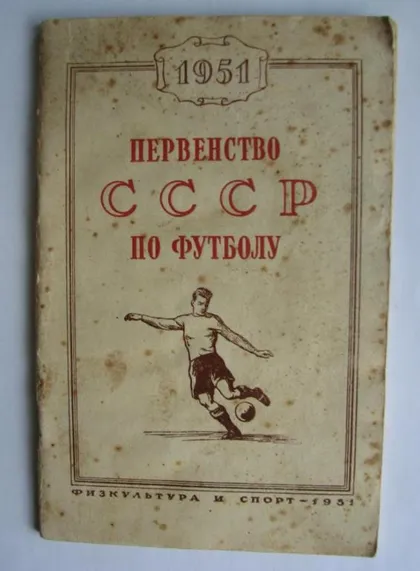 1951
ПЕРВЕНСТВО
СССР
ПО ФУТБОЛУ
ФИЗКУЛЬТУРА И СПОРТ-1951